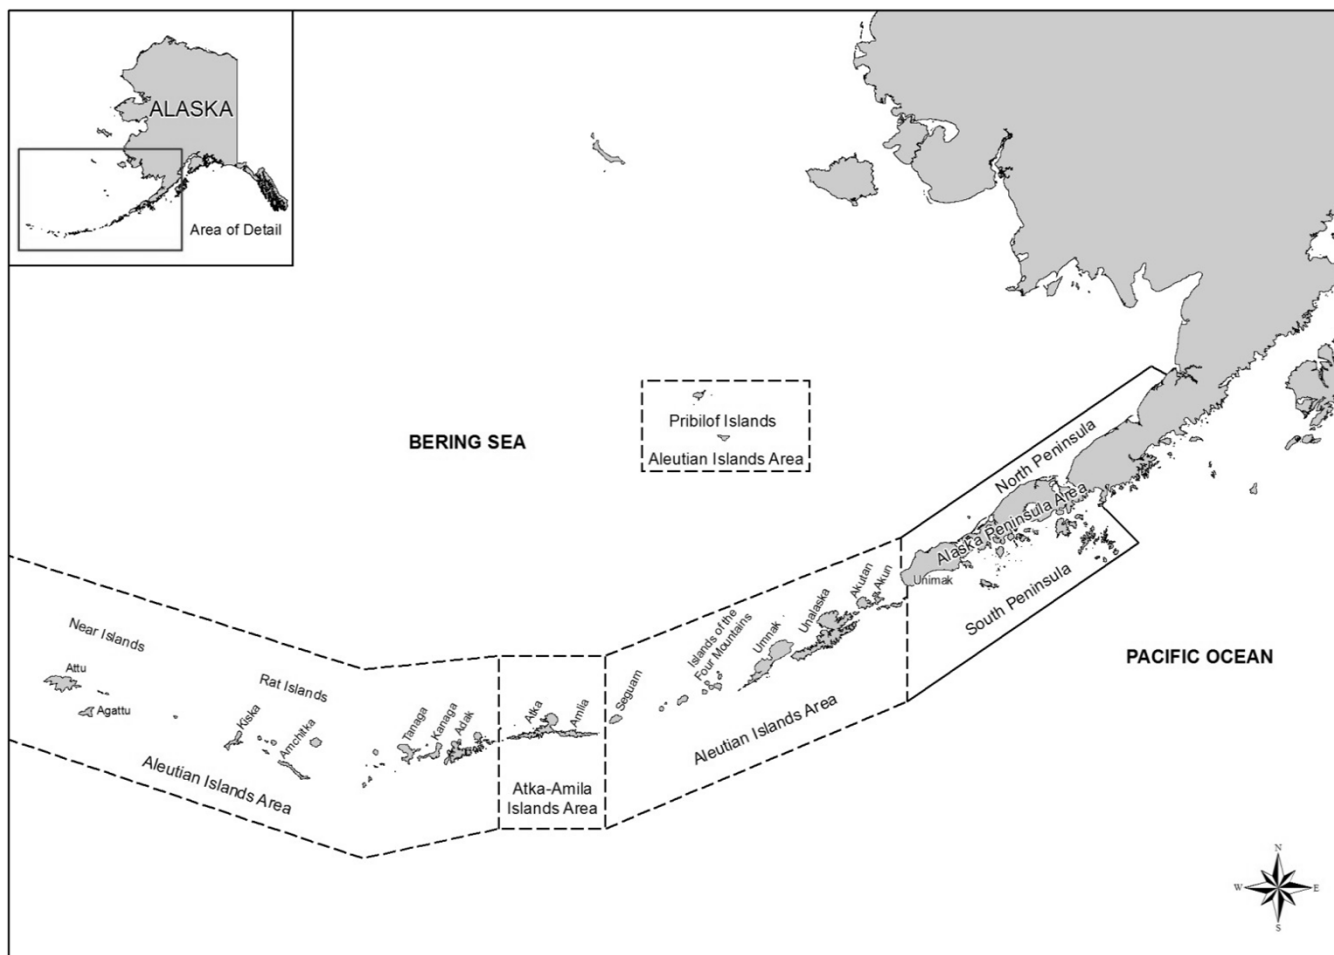 ALASKA
Area of Detail
BERING SEA
Pribilof Islands
Aleutian Islands Area
North Peninsula
Alaska Peninsula Area
Unimak
South Peninsula
PACIFIC OCEAN
Near Islands
Attu
Agattu
Rat Islands
Kiska
Amchitka
Aleutian Islands Area
Tanaga
Kanaga
Adak
Atka
Amlia
Atka-Amila
Islands Area
Seguam
Islands of the
Four Mountains
Umnak
Unalaska
Akutan
Akun
Aleutian Islands Area
N
W
E
S